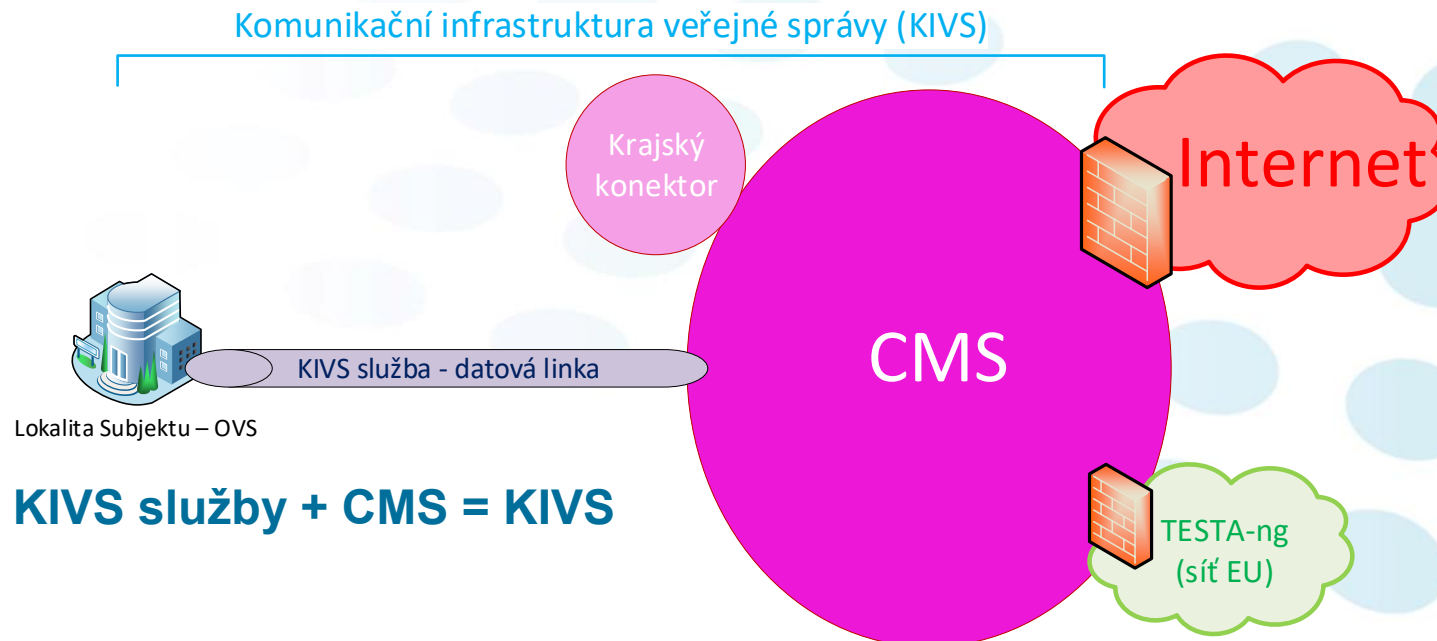 Komunikační infrastruktura veřejné správy (KIVS)
Krajský
konektor
Internet
CMS
KIVS služba - datová linka
Lokalita Subjektu – OVS
KIVS služby + CMS = KIVS
TESTA-ng
(síť EU)